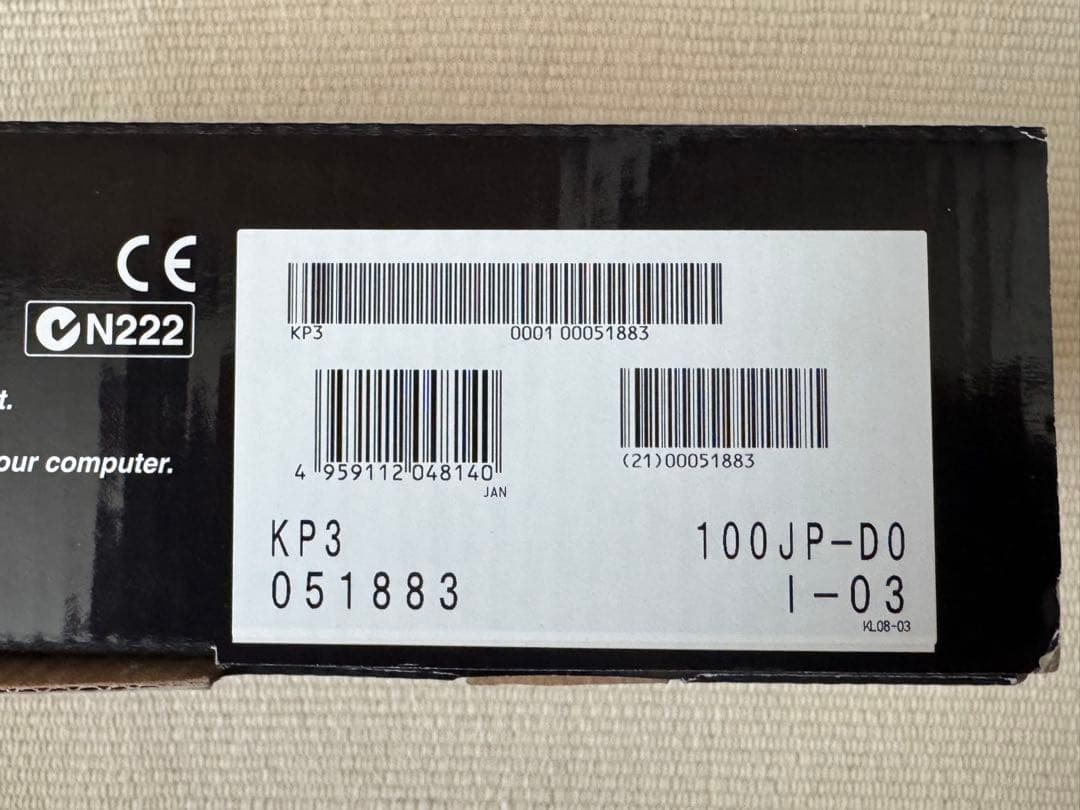 CE
N222
t.
our computer.
KP3 0001 00051883
4 959112 048140
JAN
(21)00051883
KP3 100JP-D0
051883 I-03
KL08-03